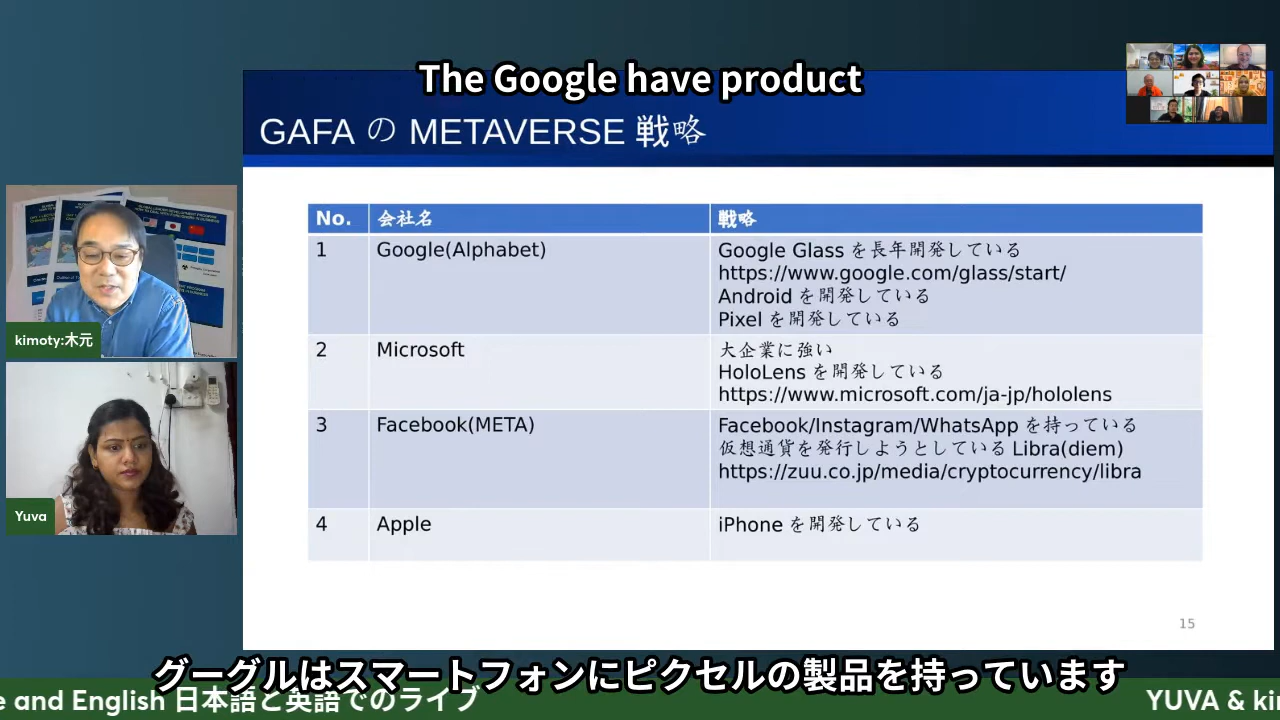 The Google have product
GAFA の METAVERSE 戦略
No. 会社名 戦略
1 Google(Alphabet) Google Glass を長年開発している
https://www.google.com/glass/start/
Android を開発している
Pixel を開発している
2 Microsoft 大企業に強い
HoloLens を開発している
https://www.microsoft.com/ja-jp/hololens
3 Facebook(META) Facebook/Instagram/WhatsApp を持っている
仮想通貨を発行しようとしている Libra(diem)
https://zuu.co.jp/media/cryptocurrency/libra
4 Apple iPhone を開発している
15
kimoty:木元
Yuva
グーグルはスマートフォンにピクセルの製品を持っています
e and English 日本語と英語でのライブ
YUVA & ki